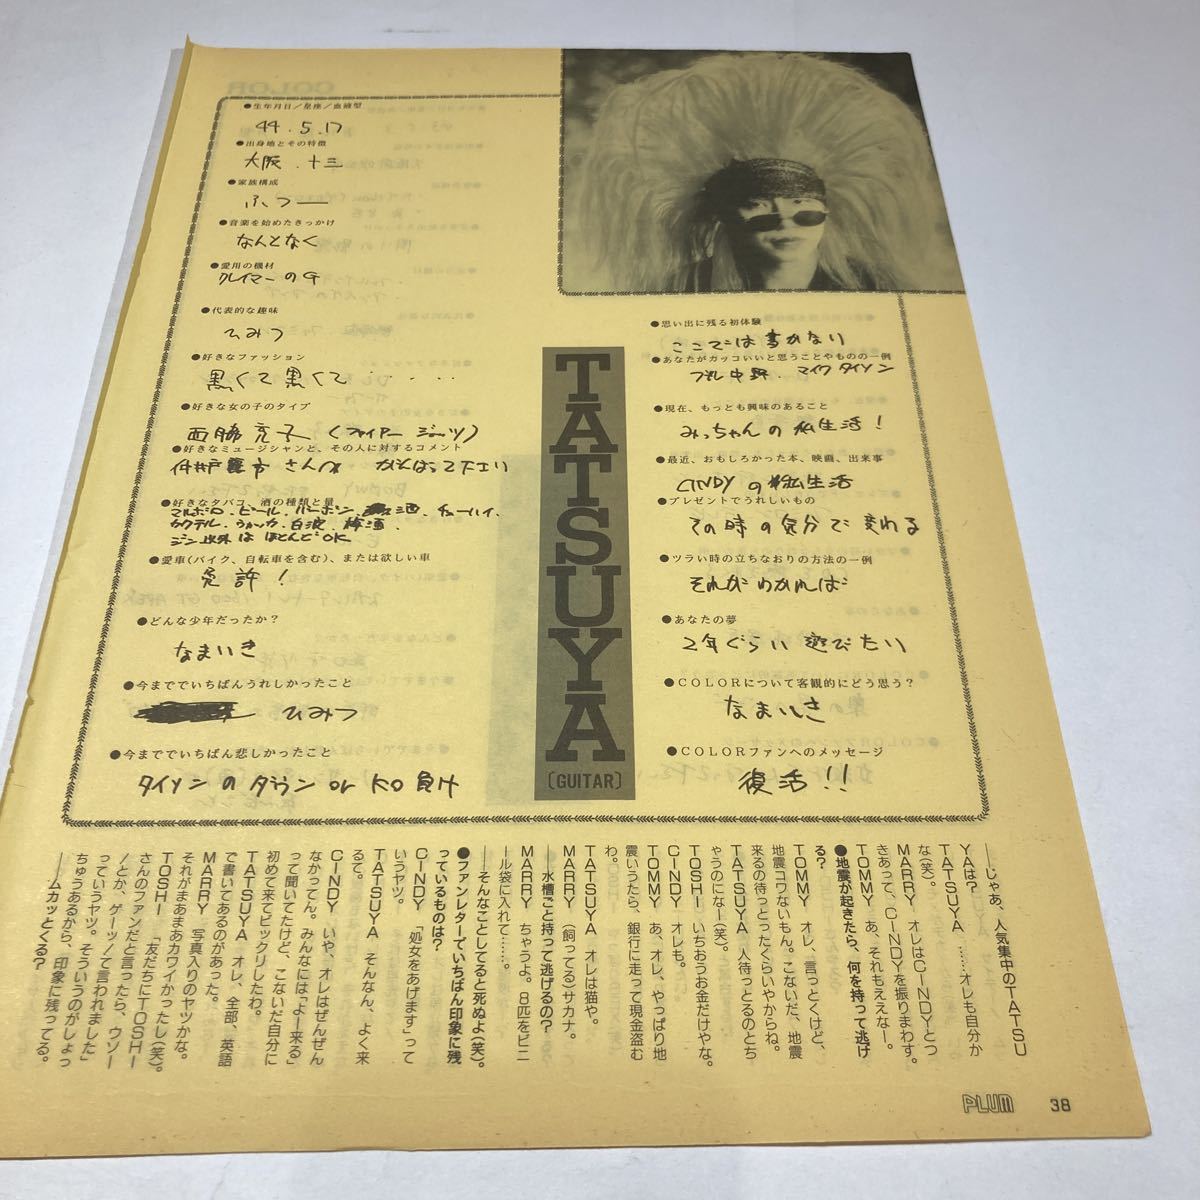 ●生年月日／星座／血液型
44.5.17
●出身地とその特徴
大阪.十三
●家族構成
ふつー
●音楽を始めたきっかけ
なんとなく
●愛用の機材
クレイマーのG
●代表的な趣味
ひみつ
●好きなファッション
黒くて黒くて・・・・・
●好きな女の子のタイプ
西脇充子(ファイヤージェッツ)
●好きなミュージシャンと、その人に対するコメント
仲井戸麗市さん がんばって下さい
●好きなタバコ、酒の種類と量
マルボロ.ビール.バーボン.酒.チューハイ.
カクテル.ウォッカ.白波.梅酒.
ジン以外はほとんどOK
●愛車(バイク、自転車を含む)、または欲しい車
免許！
●どんな少年だったか？
なまいき
●今まででいちばんうれしかったこと
ひみつ
●今まででいちばん悲しかったこと
タイソンのダウン or KO負け
TATSUYA
〔GUITAR〕
●思い出に残る初体験
ここでは書かない
●あなたがカッコいいと思うことやものの一例
ブル中野.マイクタイソン
●現在、もっとも興味のあること
みっちゃんの私生活！
●最近、おもしろかった本、映画、出来事
CINDYの私生活
●プレゼントでうれしいもの
その時の気分で変わる
●ツラい時の立ちなおりの方法の一例
それがわかれば
●あなたの夢
2年ぐらい遊びたい
●COLORについて客観的にどう思う？
なまいき
●COLORファンへのメッセージ
復活！！
――じゃあ、人気集中のTATSU
YAは？
TATSUYA　……オレも自分か
な(笑)。
MARRY　オレはCINDYとつ
きあって、CINDYを振りまわす。
TOMMY　あ、それもええなー。
●地震が起きたら、何を持って逃げ
る？
TOMMY　オレ、言っとくけど、
地震コワないもん。こないだ、地震
来るの待っとったくらいやからね。
TATSUYA　人待っとるのとち
ゃうのになー(笑)。
TOSHI　いちおうお金だけやな。
CINDY　オレも。
TOMMY　あ、オレ、やっぱり地
震いうたら、銀行に走って現金盗む
わ。
TATSUYA　オレは猫や。
MARRY　(飼ってる)サカナ。
――水槽ごと持って逃げるの？
MARRY　ちゃうよ。8匹をビニ
ール袋に入れて……。
――そんなことしてると死ぬよ(笑)。
●ファンレターでいちばん印象に残
っているものは？
CINDY　「処女をあげます」って
いうヤツ。
TATSUYA　そんなん、よく来
るで。
CINDY　いや、オレはぜんぜん
なかってん。みんなには「よー来る」
って聞いてたけど、こないだ自分に
初めて来てビックリしたわ。
TATSUYA　オレ、全部、英語
で書いてあるのがあった。
MARRY　写真入りのヤツかな。
それがまあまあカワイかったし(笑)。
TOSHI　「友だちにTOSHI
さんのファンだと言ったら、ウソー
／とか、ゲーッ／て言われました」
っていうヤツ。そういうのがしょっ
ちゅうあるから、印象に残ってる。
――ムカッとくる？
PLUM 38